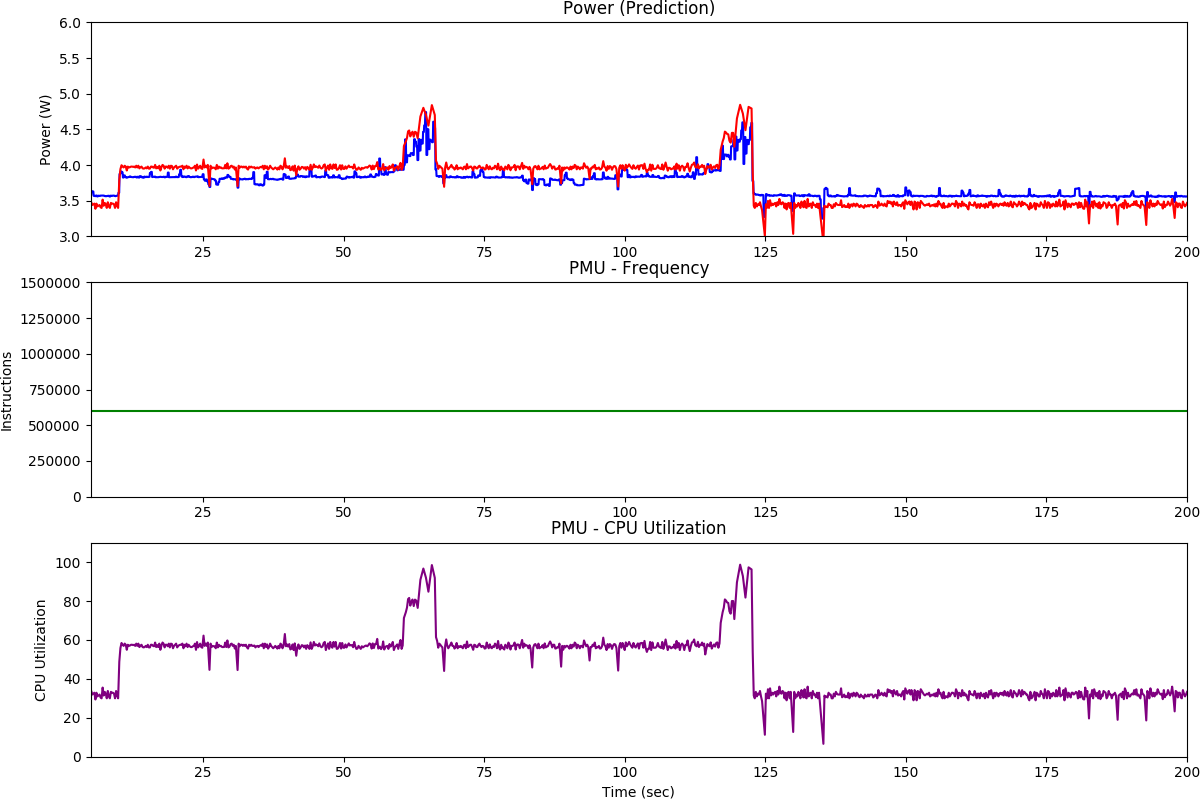 Power (Prediction)
6.0
5.5
5.0
4.5
4.0
3.5
3.0
Power (W)
25 50 75 100 125 150 175 200
PMU - Frequency
1500000
1250000
1000000
750000
500000
250000
0
Instructions
25 50 75 100 125 150 175 200
PMU - CPU Utilization
100
80
60
40
20
0
CPU Utilization
25 50 75 100 125 150 175 200
Time (sec)